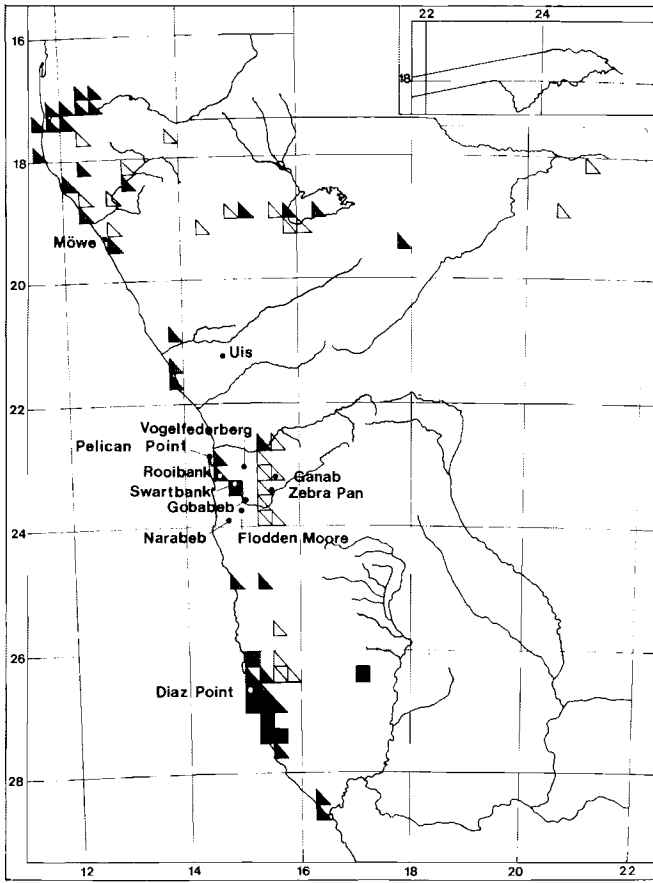 22 24
18
16
18
Möwe
20
Uis
22
Vogelfederberg
Pelican Point
Rooibank
Ganab
Swartbank
Zebra Pan
Gobabeb
Narabeb Flodden Moore
24
26
Diaz Point
28
12 14 16 18 20 22